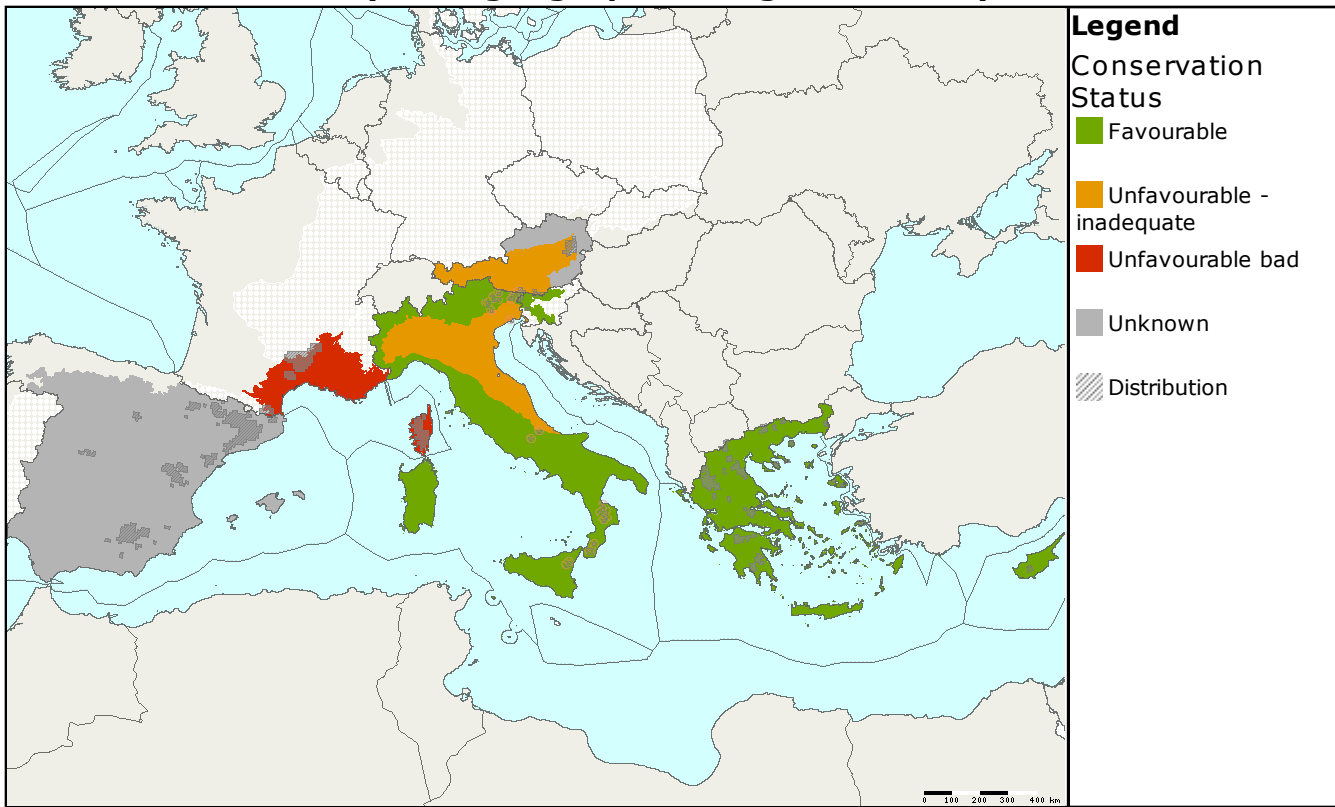 Legend
Conservation
Status
Favourable
Unfavourable -
inadequate
Unfavourable bad
Unknown
Distribution
0 100 200 300 400 km